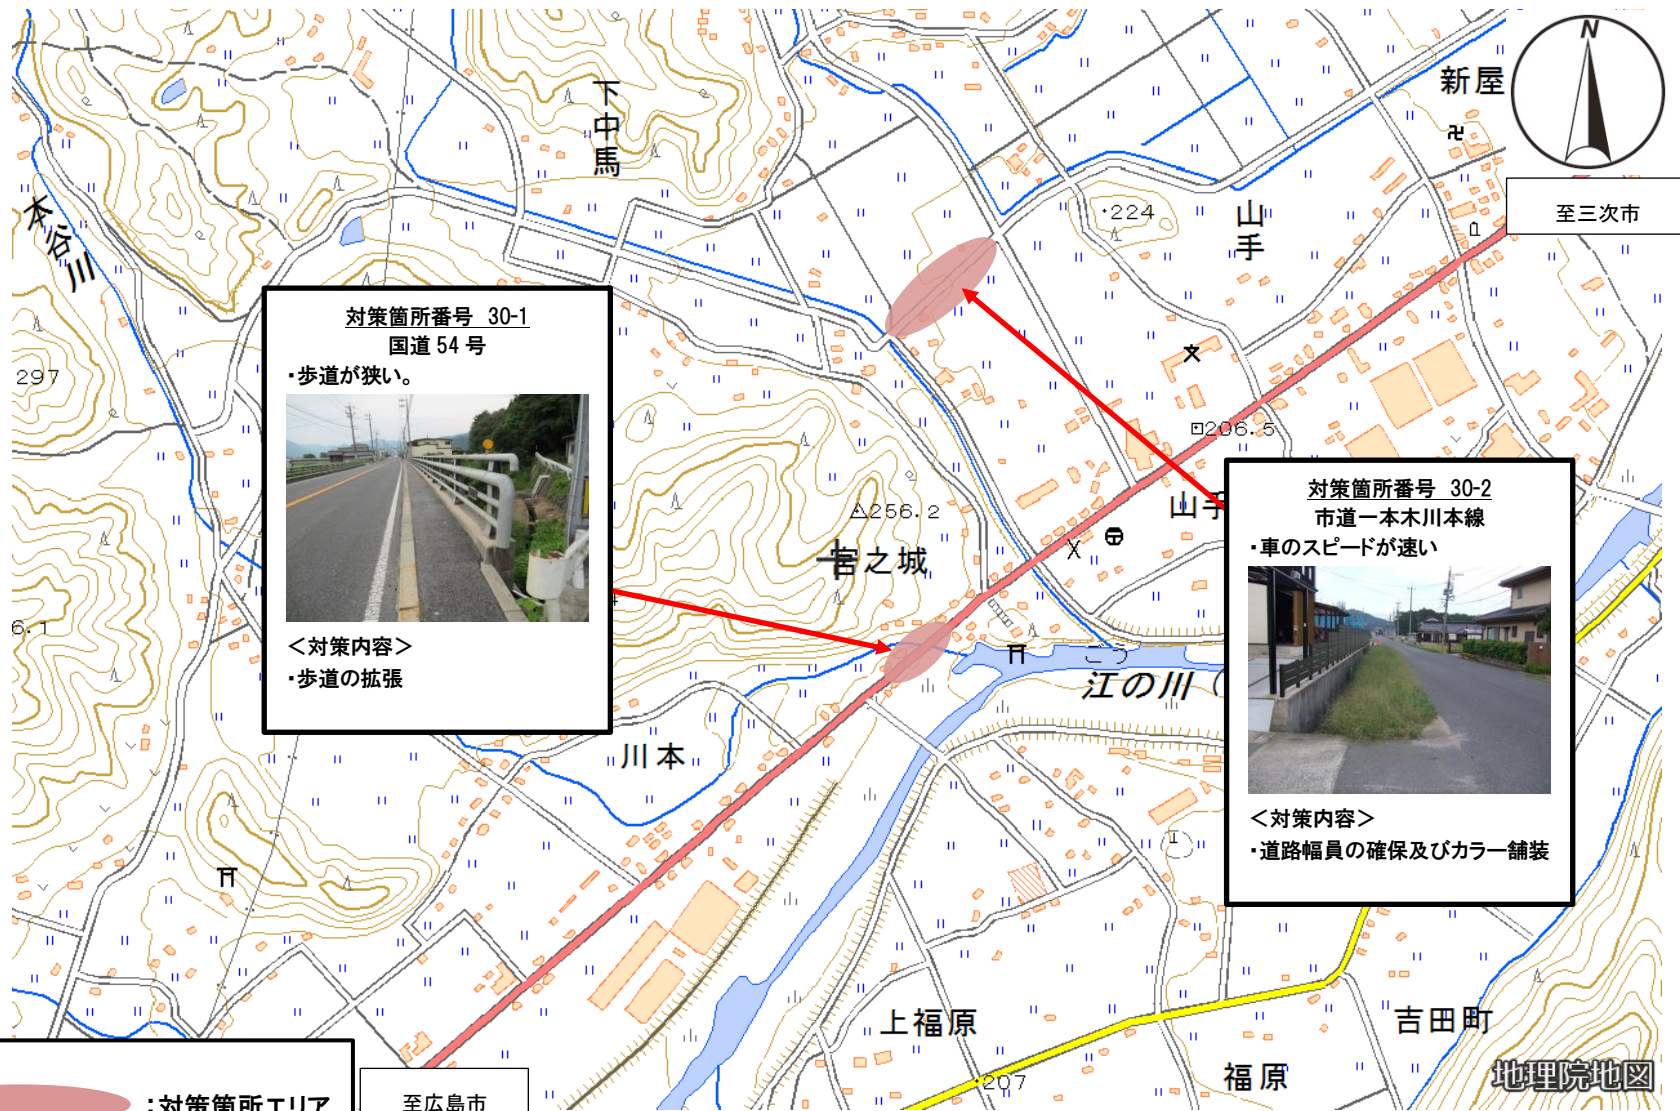 N
新屋
至三次市
下中馬
本谷川
・224
山手
297
対策箇所番号 30-1
国道54号
・歩道が狭い。
＜対策内容＞
・歩道の拡張
206.5
256.2
宮之城
山手
対策箇所番号 30-2
市道一本木川本線
・車のスピードが速い
＜対策内容＞
・道路幅員の確保及びカラー舗装
6.1
ごう
江の川（
川本
上福原
吉田町
・207
福原
：対策箇所エリア
至広島市
地理院地図